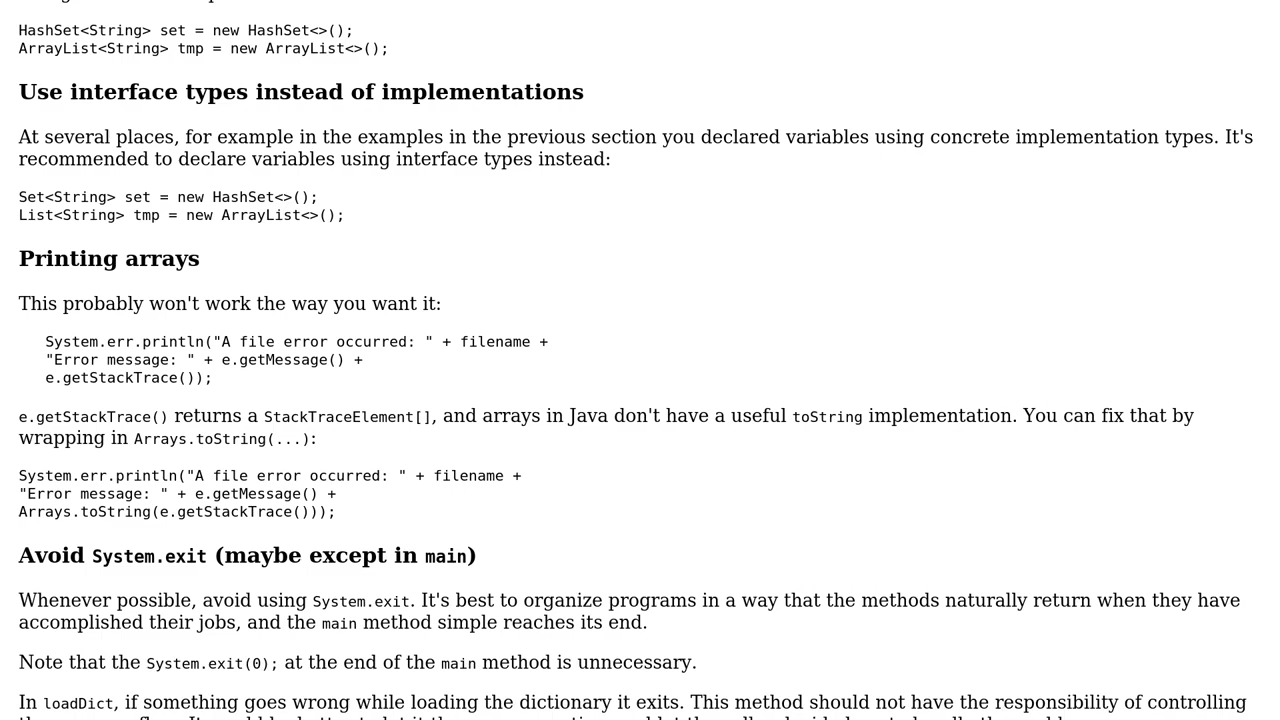 HashSet<String> set = new HashSet<>();
ArrayList<String> tmp = new ArrayList<>();
Use interface types instead of implementations
At several places, for example in the examples in the previous section you declared variables using concrete implementation types. It's
recommended to declare variables using interface types instead:
Set<String> set = new HashSet<>();
List<String> tmp = new ArrayList<>();
Printing arrays
This probably won't work the way you want it:
System.err.println("A file error occurred: " + filename +
"Error message: " + e.getMessage() +
e.getStackTrace());
e.getStackTrace() returns a StackTraceElement[], and arrays in Java don't have a useful toString implementation. You can fix that by
wrapping in Arrays.toString(...):
System.err.println("A file error occurred: " + filename +
"Error message: " + e.getMessage() +
Arrays.toString(e.getStackTrace()));
Avoid System.exit (maybe except in main)
Whenever possible, avoid using System.exit. It's best to organize programs in a way that the methods naturally return when they have
accomplished their jobs, and the main method simple reaches its end.
Note that the System.exit(0); at the end of the main method is unnecessary.
In loadDict, if something goes wrong while loading the dictionary it exits. This method should not have the responsibility of controlling